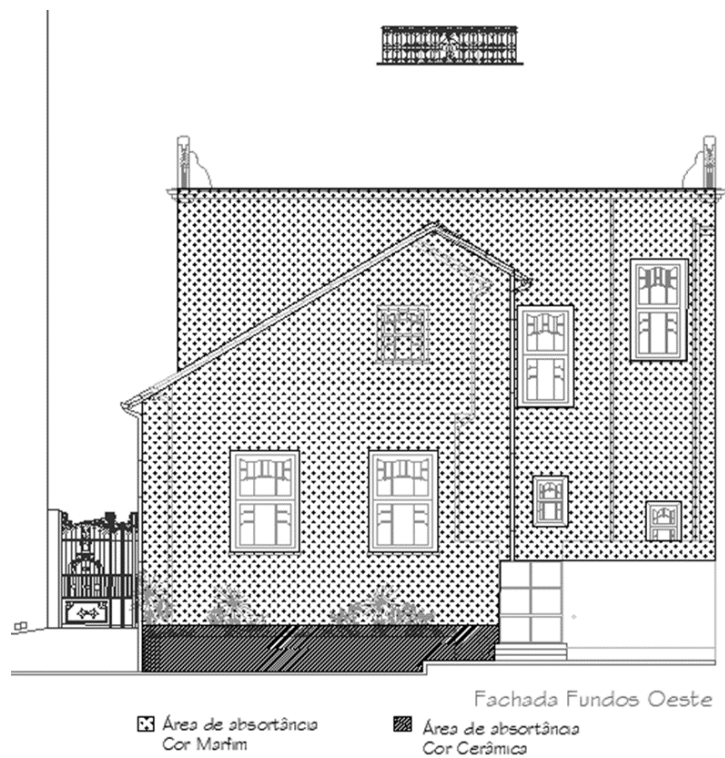 Fachada Fundos Oeste
Área de absortância
Cor Marfim
Área de absortância
Cor Cerâmica